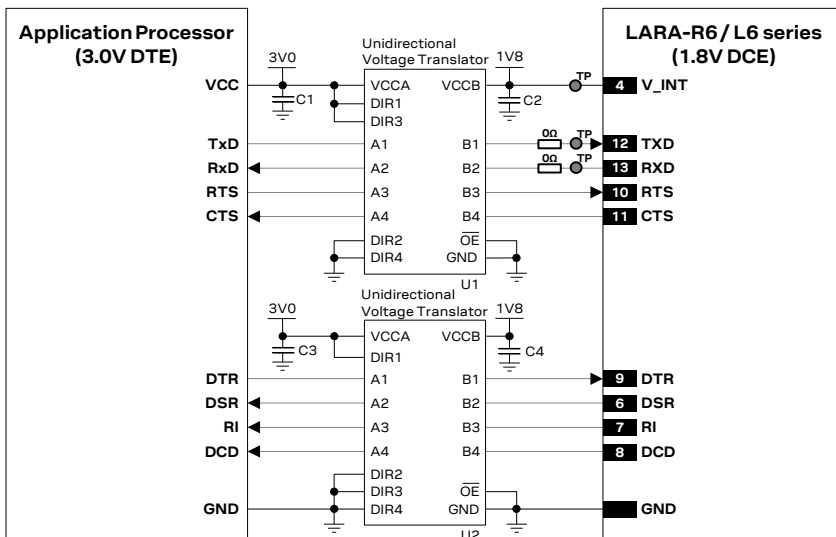 Application Processor
(3.0V DTE)
LARA-R6 / L6 series
(1.8V DCE)
Unidirectional
Voltage Translator
3V0
1V8
VCC
C1
VCCA
VCCB
C2
TP
4
V_INT
DIR1
DIR3
TxD
A1
B1
0Ω
TP
12
TXD
RxD
A2
B2
0Ω
TP
13
RXD
RTS
A3
B3
10
RTS
CTS
A4
B4
11
CTS
DIR2
OE
DIR4
GND
U1
Unidirectional
Voltage Translator
3V0
1V8
VCCA
VCCB
C3
C4
DIR1
DTR
A1
B1
9
DTR
DSR
A2
B2
6
DSR
RI
A3
B3
7
RI
DCD
A4
B4
8
DCD
DIR2
DIR3
OE
GND
DIR4
GND
GND
U2